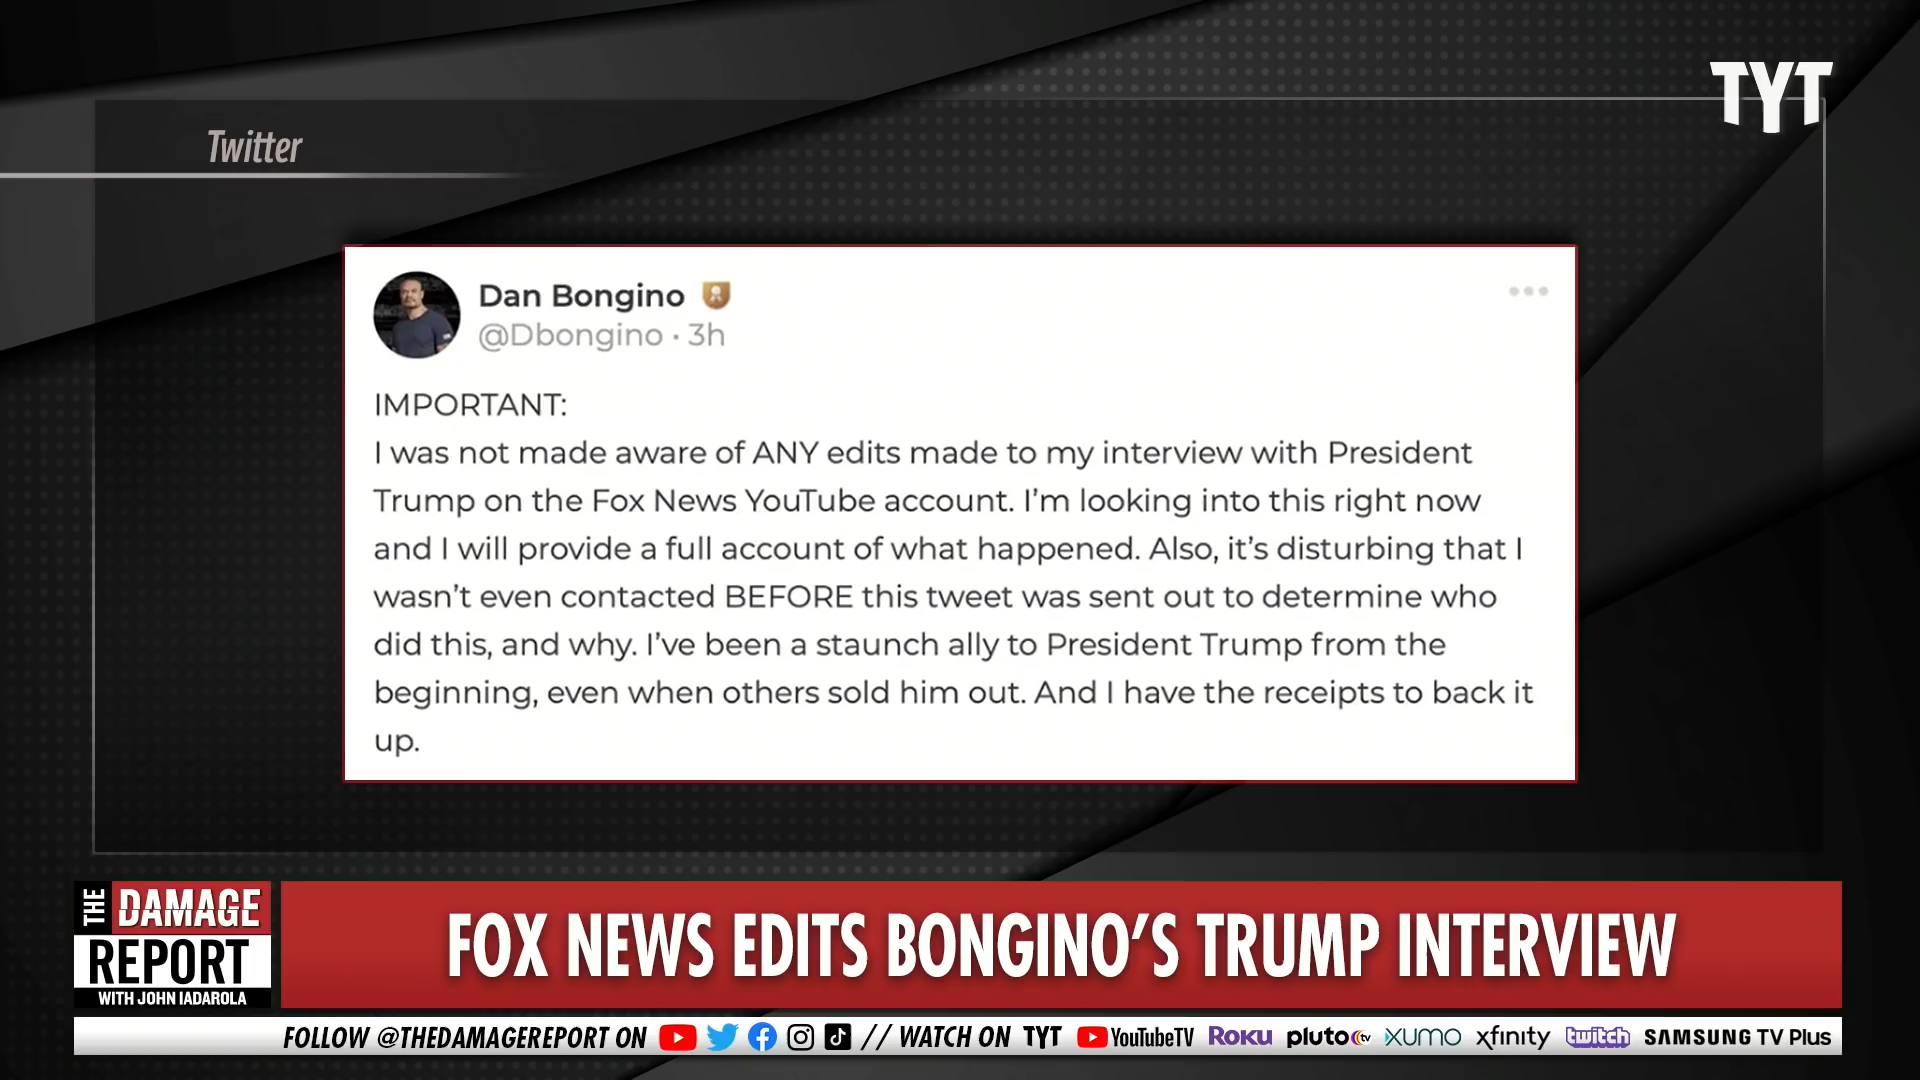 TYT
Twitter
Dan Bongino
@Dbongino · 3h
IMPORTANT:
I was not made aware of ANY edits made to my interview with President
Trump on the Fox News YouTube account. I'm looking into this right now
and I will provide a full account of what happened. Also, it's disturbing that I
wasn't even contacted BEFORE this tweet was sent out to determine who
did this, and why. I've been a staunch ally to President Trump from the
beginning, even when others sold him out. And I have the receipts to back it
up.
THE DAMAGE
REPORT
WITH JOHN IADAROLA
FOX NEWS EDITS BONGINO'S TRUMP INTERVIEW
FOLLOW @THEDAMAGEREPORT ON // WATCH ON TYT YouTubeTV ROKU pluto tv XUMO xfinity twitch SAMSUNG TV Plus